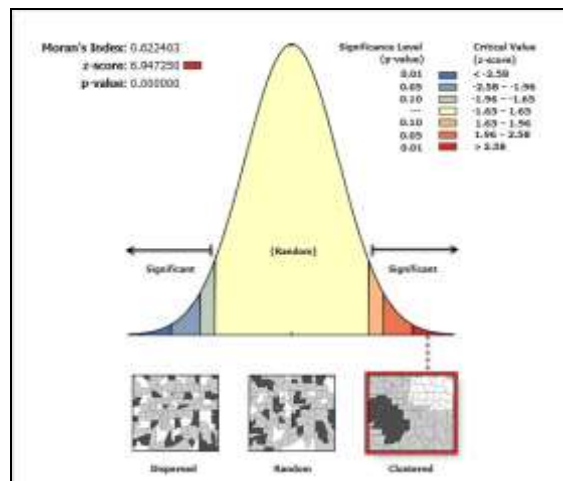 Moran's Index: 0.622403
z-score: 6.947250
p-value: 0.000000
Significance Level
(p-value)
Critical Value
(z-score)
0.01 < -2.58
0.05 -2.58 – -1.96
0.10 -1.96 – -1.65
--- -1.65 – 1.65
0.10 1.65 – 1.96
0.05 1.96 – 2.58
0.01 > 2.58
(Random)
Significant
Significant
Dispersed
Random
Clustered